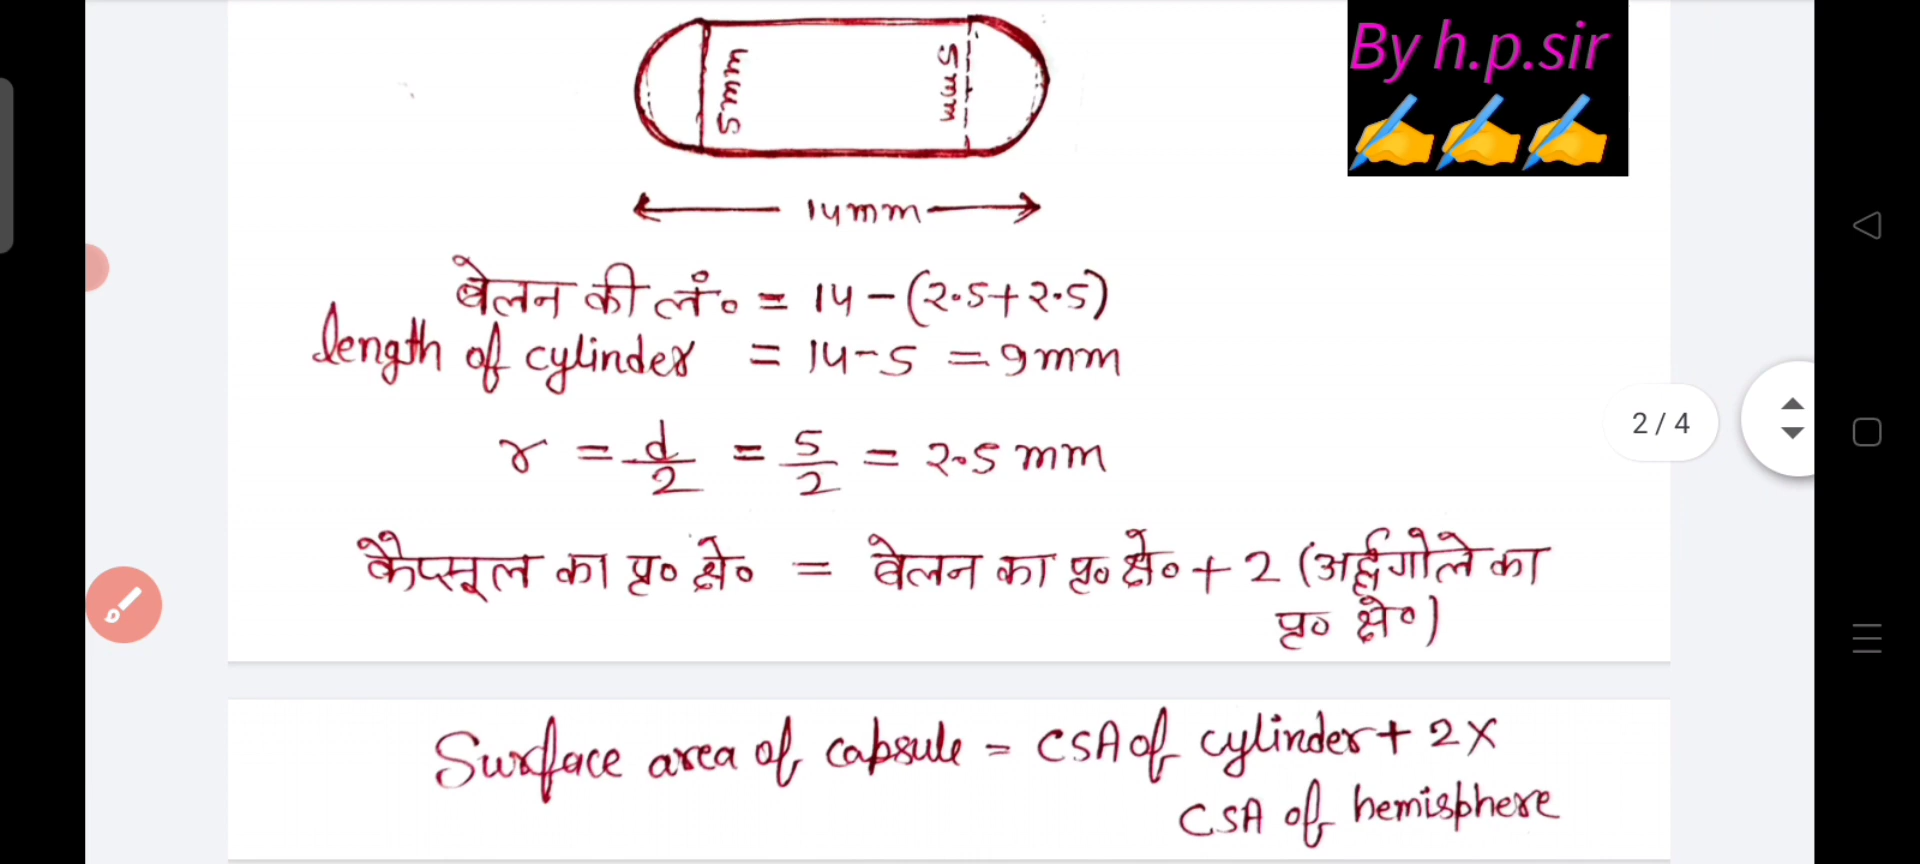 By h.p.sir
5mm
5mm
14mm
बेलन की लं० = 14-(2.5+2.5)
length of cylinder = 14-5 = 9mm
r = d/2 = 5/2 = 2.5 mm
2 / 4
कैप्सूल का पृ० क्षे० = बेलन का पृ० क्षे० + 2 (अर्द्धगोले का
पृ० क्षे०)
Surface area of capsule = CSA of cylinder + 2×
CSA of hemisphere